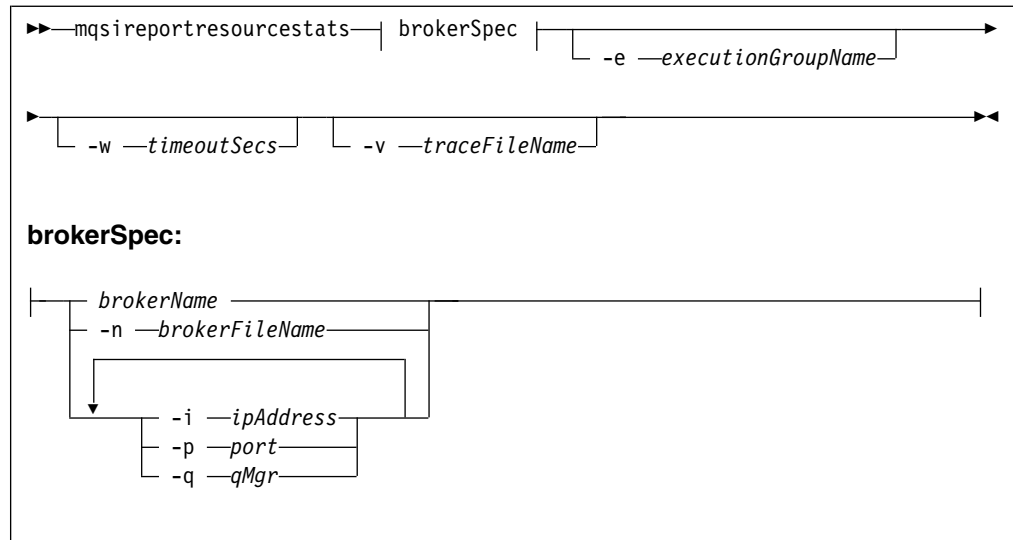 mqsireportresourcestats brokerSpec
-e executionGroupName
-w timeoutSecs -v traceFileName
brokerSpec:
brokerName
-n brokerFileName
-i ipAddress
-p port
-q qMgr